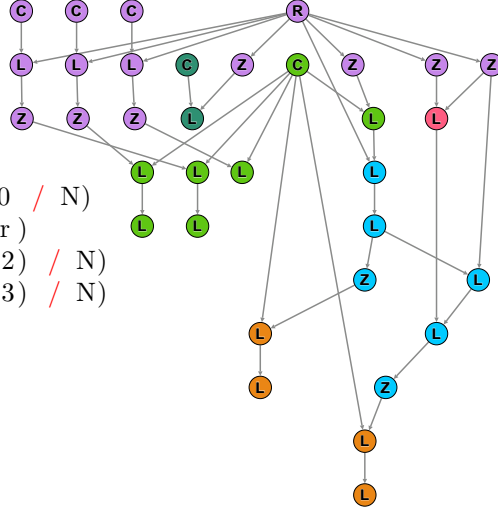 C C C R
L L L C Z C Z Z Z
Z Z Z L L L
L L L L
0 / N)
L L L
r )
2) / N)
Z L
3) / N)
L L
L Z
L
L